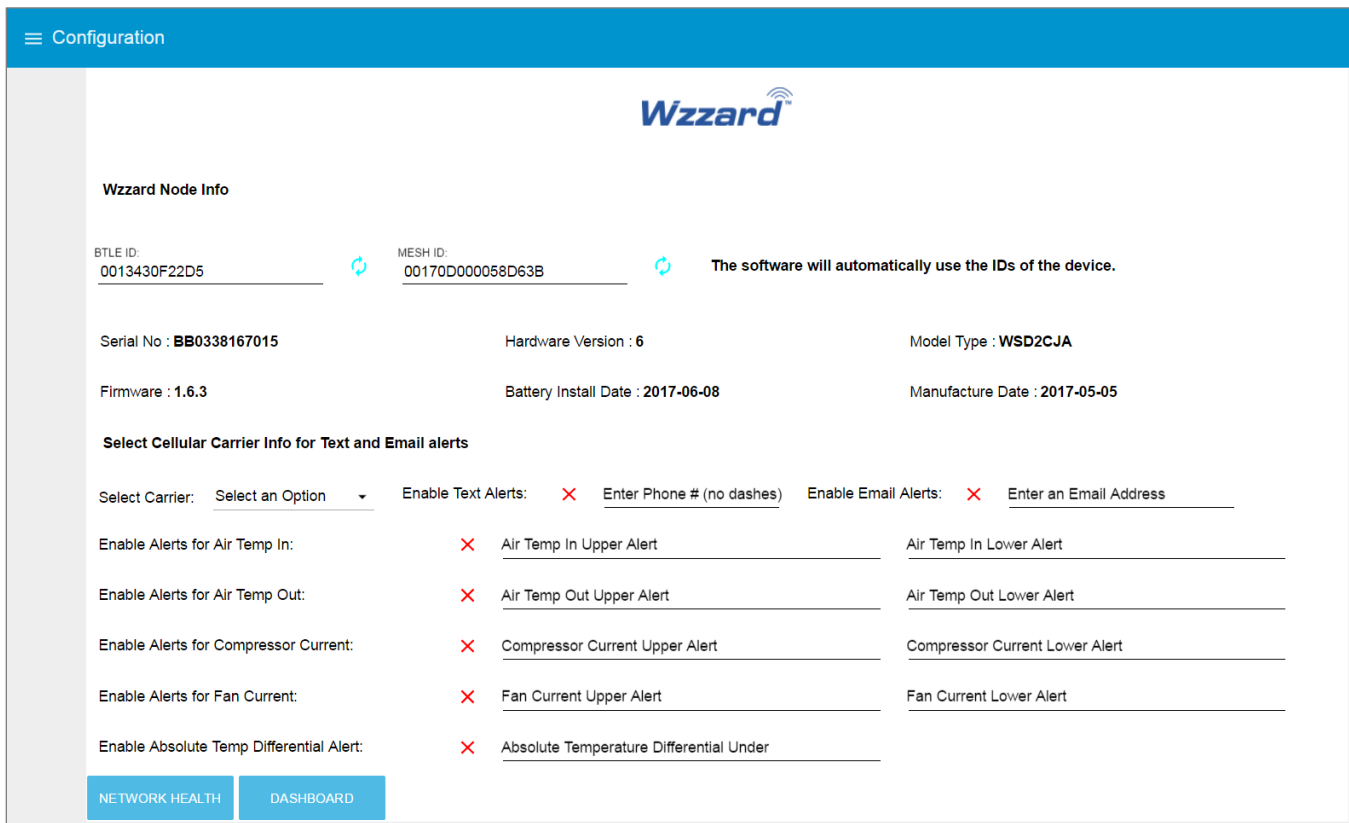 Configuration
Wzzard™
Wzzard Node Info
BTLE ID: MESH ID:
0013430F22D5 00170D000058D63B The software will automatically use the IDs of the device.
Serial No : BB0338167015 Hardware Version : 6 Model Type : WSD2CJA
Firmware : 1.6.3 Battery Install Date : 2017-06-08 Manufacture Date : 2017-05-05
Select Cellular Carrier Info for Text and Email alerts
Select Carrier: Select an Option Enable Text Alerts: Enter Phone # (no dashes) Enable Email Alerts: Enter an Email Address
Enable Alerts for Air Temp In: Air Temp In Upper Alert Air Temp In Lower Alert
Enable Alerts for Air Temp Out: Air Temp Out Upper Alert Air Temp Out Lower Alert
Enable Alerts for Compressor Current: Compressor Current Upper Alert Compressor Current Lower Alert
Enable Alerts for Fan Current: Fan Current Upper Alert Fan Current Lower Alert
Enable Absolute Temp Differential Alert: Absolute Temperature Differential Under
NETWORK HEALTH DASHBOARD